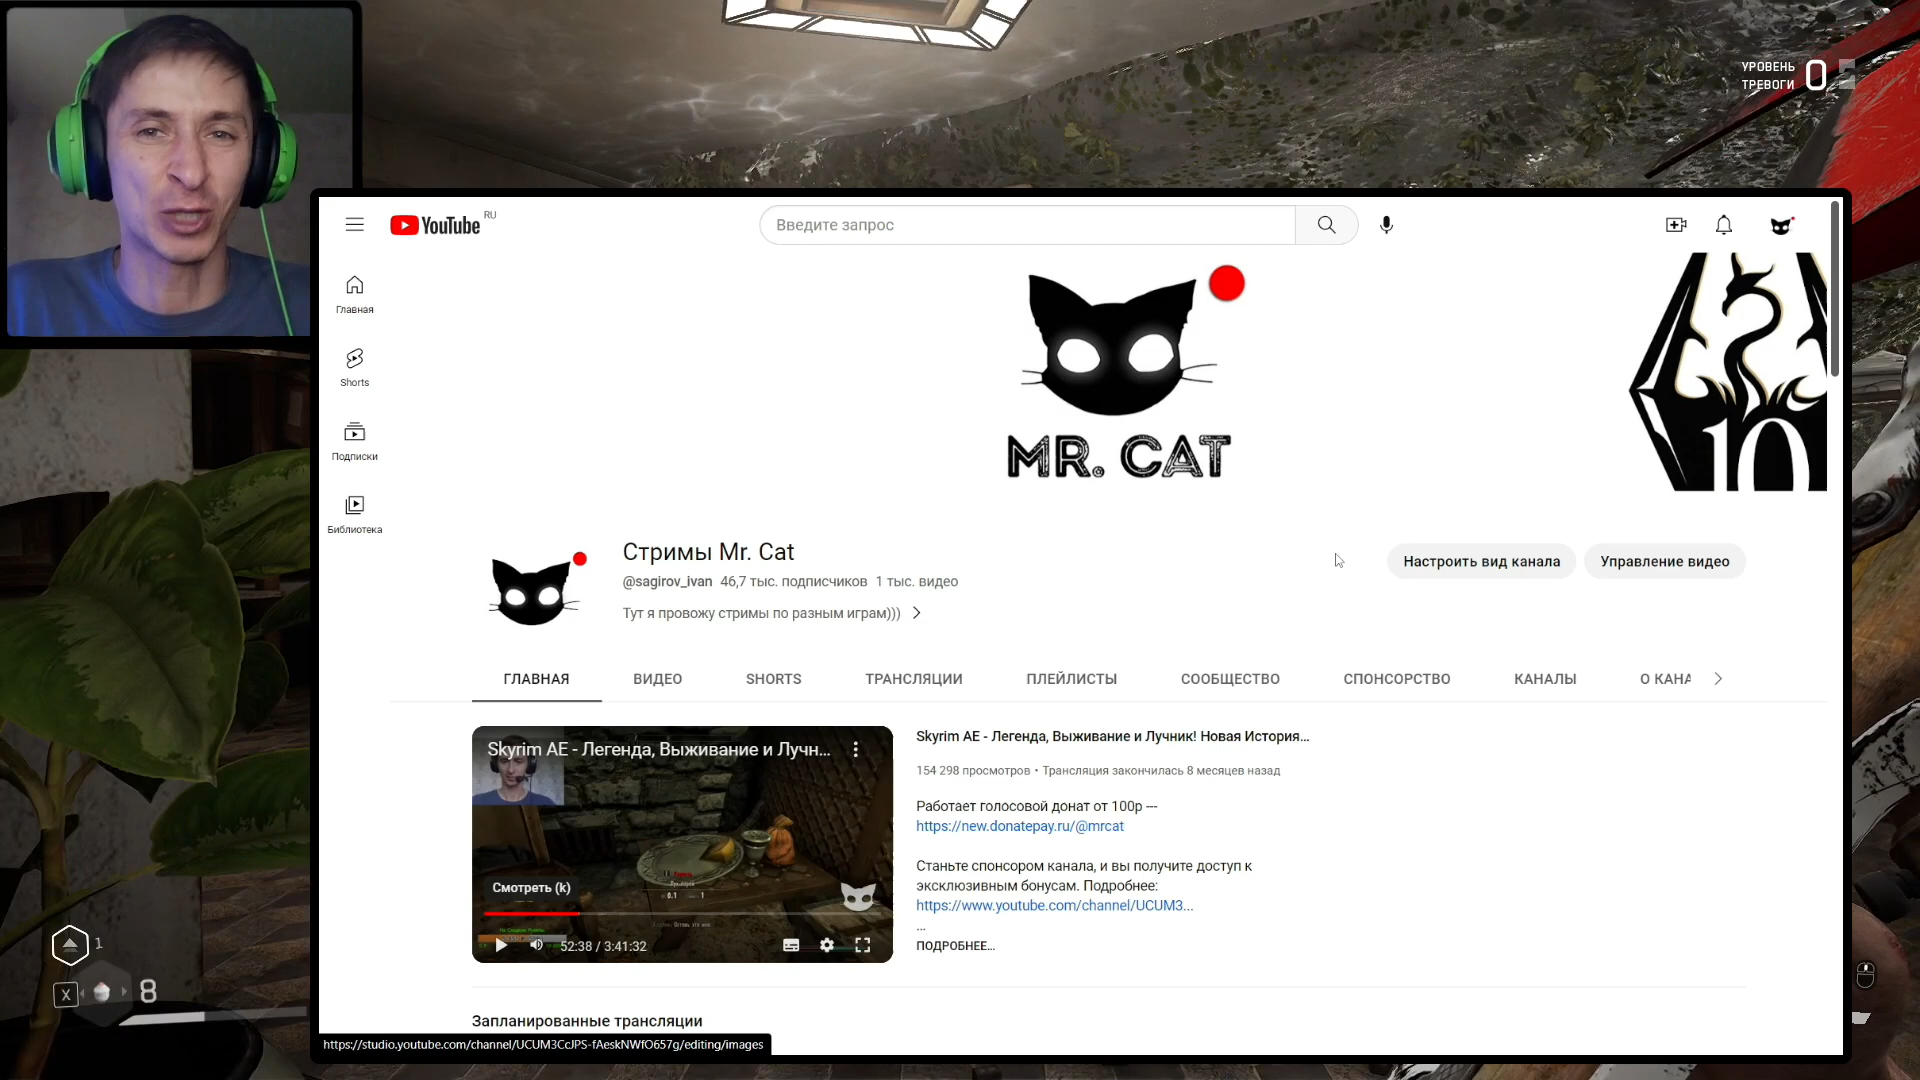 УРОВЕНЬ
ТРЕВОГИ 0
YouTube RU
Введите запрос
Главная
Shorts
Подписки
Библиотека
MR. CAT
10
Стримы Mr. Cat
@sagirov_ivan 46,7 тыс. подписчиков 1 тыс. видео
Тут я провожу стримы по разным играм)))
Настроить вид канала
Управление видео
ГЛАВНАЯ ВИДЕО SHORTS ТРАНСЛЯЦИИ ПЛЕЙЛИСТЫ СООБЩЕСТВО СПОНСОРСТВО КАНАЛЫ О КАНА
Skyrim AE - Легенда, Выживание и Лучн...
Смотреть (k)
52:38 / 3:41:32
Skyrim AE - Легенда, Выживание и Лучник! Новая История...
154 298 просмотров • Трансляция закончилась 8 месяцев назад
Работает голосовой донат от 100р ---
https://new.donatepay.ru/@mrcat
Станьте спонсором канала, и вы получите доступ к
эксклюзивным бонусам. Подробнее:
https://www.youtube.com/channel/UCUM3...
...
ПОДРОБНЕЕ...
Запланированные трансляции
https://studio.youtube.com/channel/UCUM3CcJPS-fAeskNWfO657g/editing/images
1
X 8